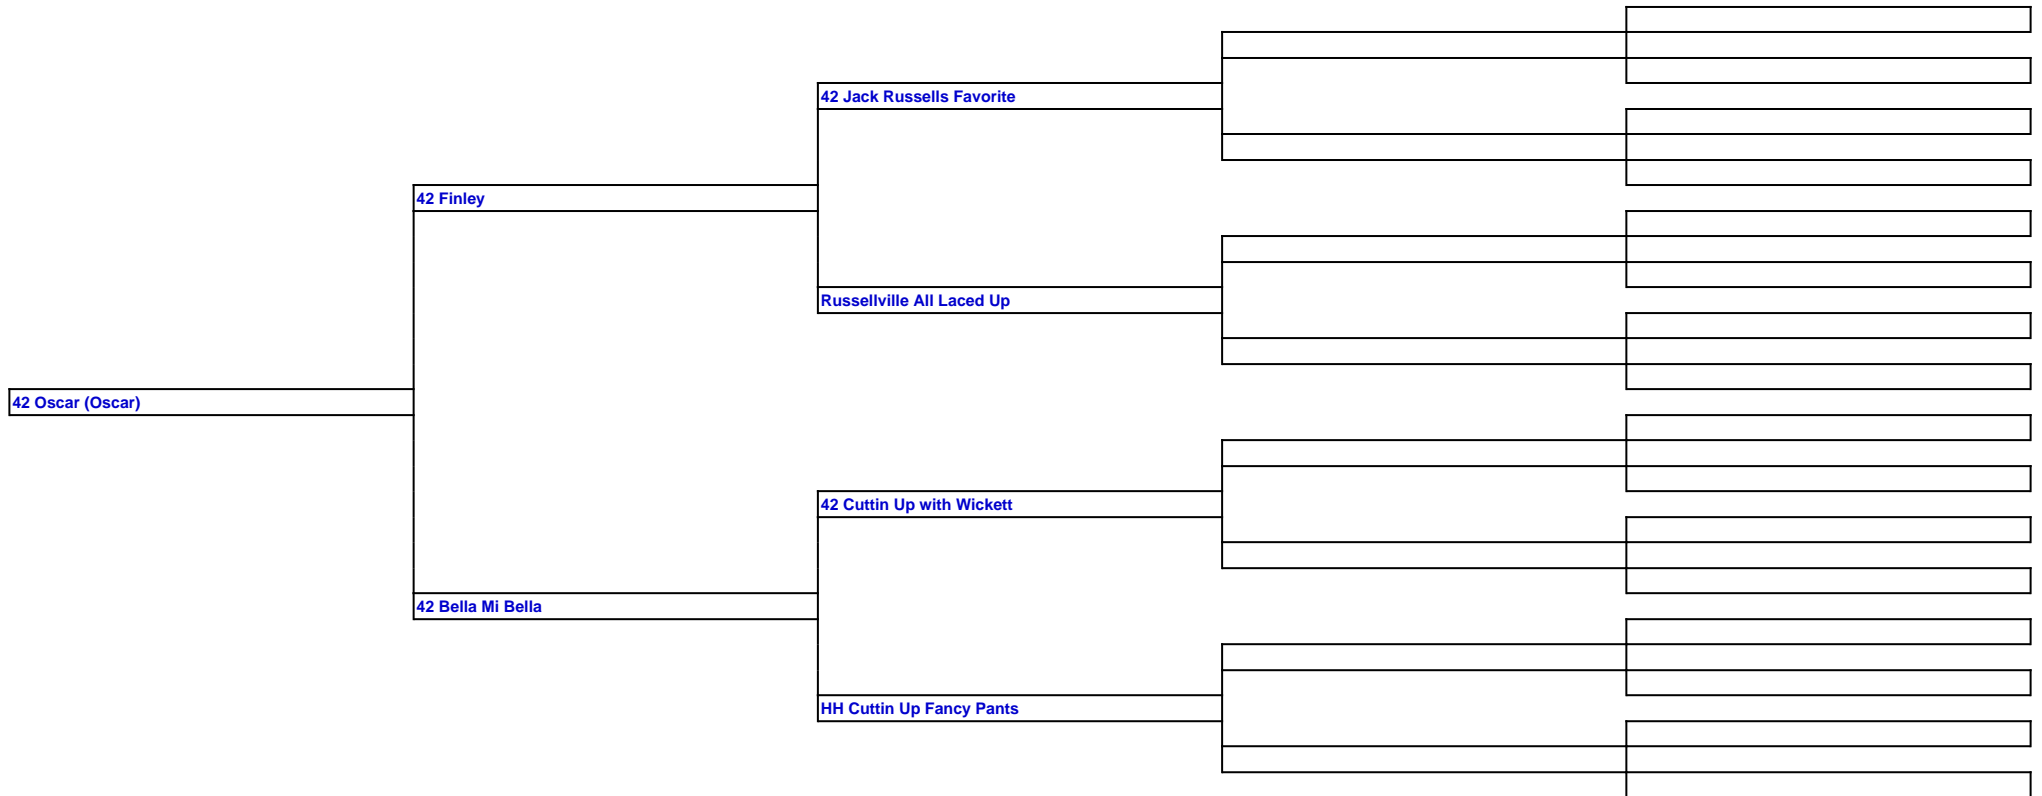 42 Jack Russells Favorite
42 Finley
Russellville All Laced Up
42 Oscar (Oscar)
42 Cuttin Up with Wickett
42 Bella Mi Bella
HH Cuttin Up Fancy Pants